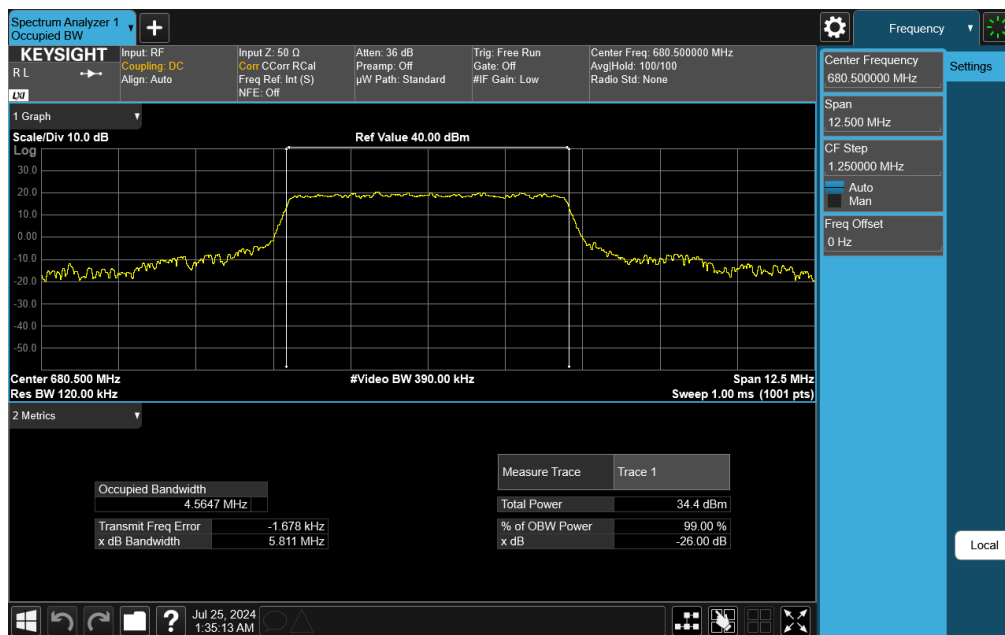 Spectrum Analyzer 1
Occupied BW
+
Frequency
KEYSIGHT
R L
LXI
Input: RF
Coupling: DC
Align: Auto
Input Z: 50 Ω
Corr CCorr RCal
Freq Ref: Int (S)
NFE: Off
Atten: 36 dB
Preamp: Off
µW Path: Standard
Trig: Free Run
Gate: Off
#IF Gain: Low
Center Freq: 680.500000 MHz
Avg|Hold: 100/100
Radio Std: None
Center Frequency
680.500000 MHz
Settings
Span
12.500 MHz
CF Step
1.250000 MHz
Auto
Man
Freq Offset
0 Hz
Local
1 Graph
Scale/Div 10.0 dB
Ref Value 40.00 dBm
Log
30.0
20.0
10.0
0.00
-10.0
-20.0
-30.0
-40.0
-50.0
Center 680.500 MHz
#Video BW 390.00 kHz
Span 12.5 MHz
Res BW 120.00 kHz
Sweep 1.00 ms (1001 pts)
2 Metrics
Measure Trace
Trace 1
Occupied Bandwidth
4.5647 MHz
Total Power
34.4 dBm
Transmit Freq Error
-1.678 kHz
% of OBW Power
99.00 %
x dB Bandwidth
5.811 MHz
x dB
-26.00 dB
?
Jul 25, 2024
1:35:13 AM